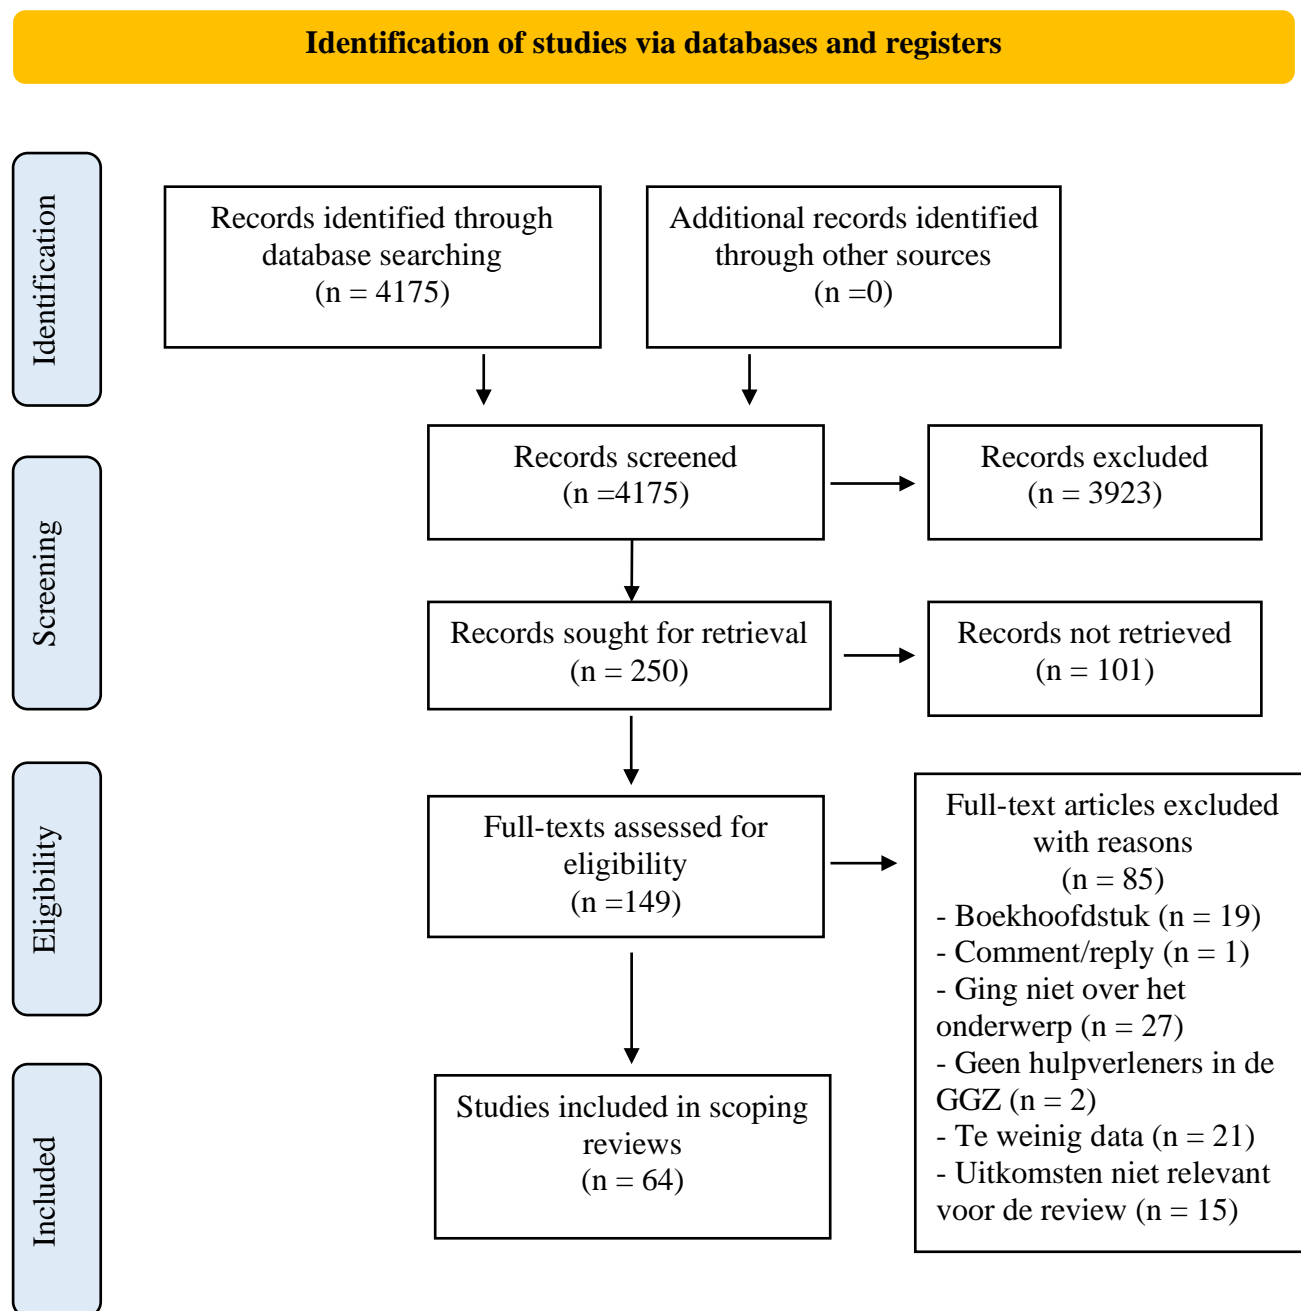 Identification of studies via databases and registers
Identification
Records identified through
database searching
(n = 4175)
Additional records identified
through other sources
(n =0)
Screening
Records screened
(n =4175)
Records excluded
(n = 3923)
Records sought for retrieval
(n = 250)
Records not retrieved
(n = 101)
Eligibility
Full-texts assessed for
eligibility
(n =149)
Full-text articles excluded
with reasons
(n = 85)
- Boekhoofdstuk (n = 19)
- Comment/reply (n = 1)
- Ging niet over het
onderwerp (n = 27)
- Geen hulpverleners in de
GGZ (n = 2)
- Te weinig data (n = 21)
- Uitkomsten niet relevant
voor de review (n = 15)
Included
Studies included in scoping
reviews
(n = 64)